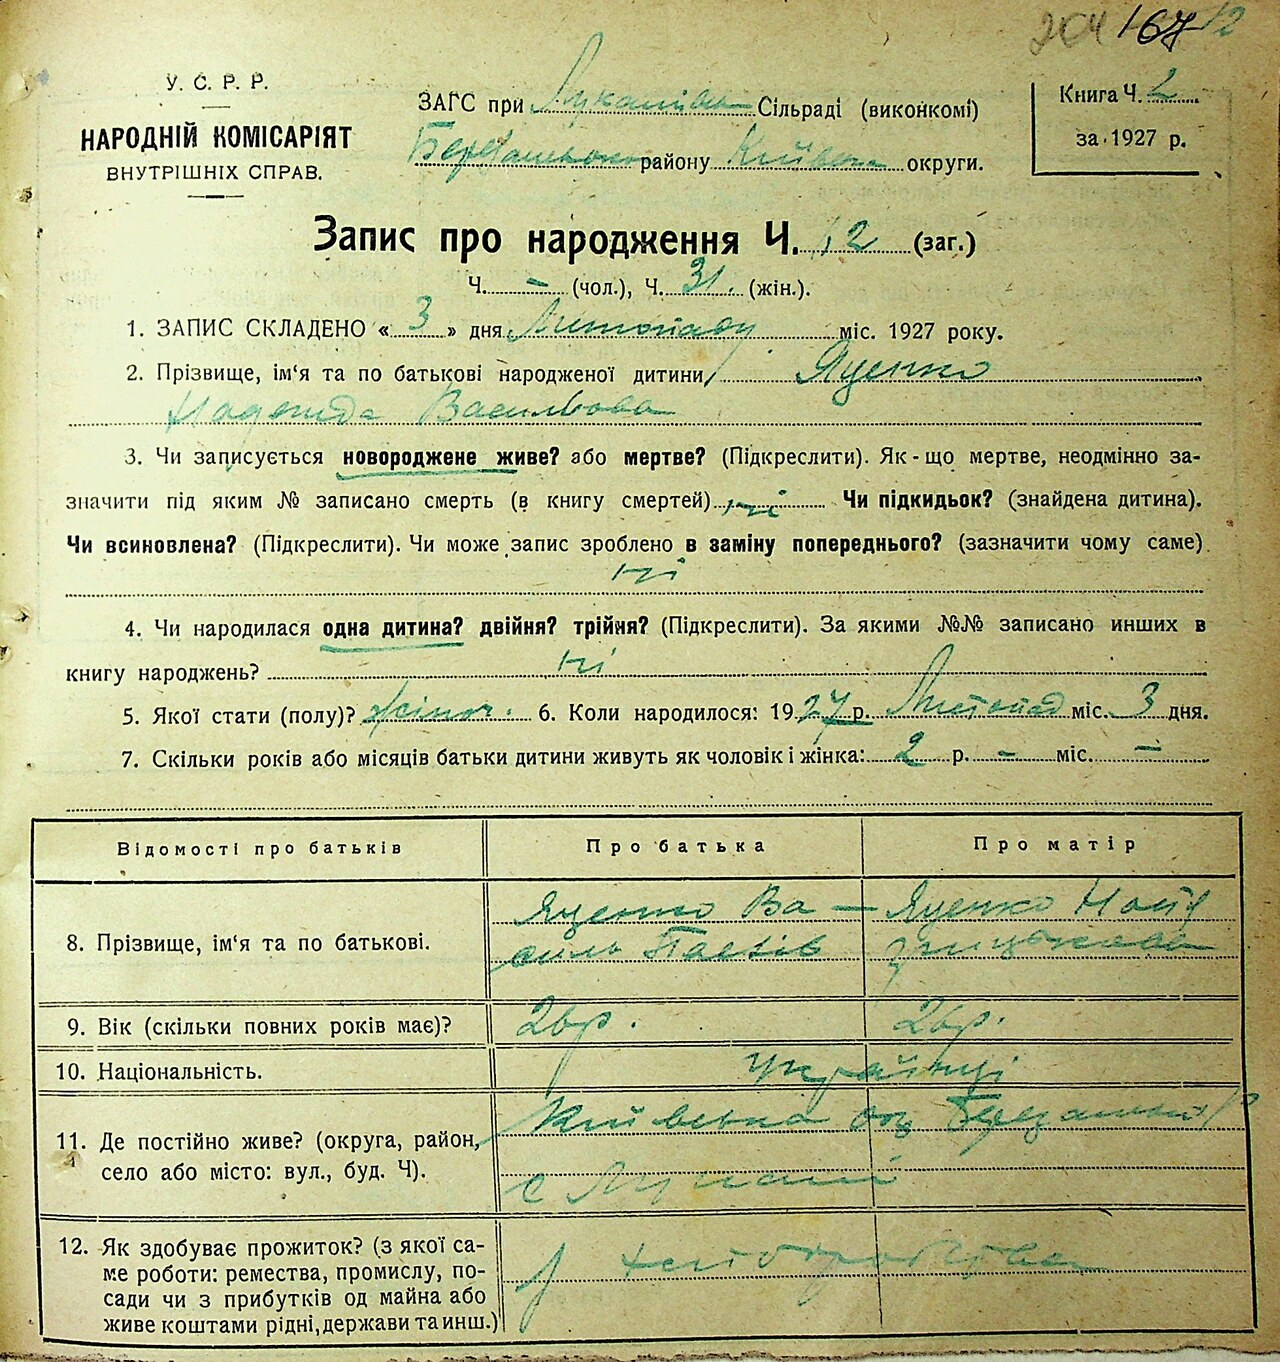 204 167 12
У. С. Р. Р.
НАРОДНІЙ КОМІСАРІЯТ
ВНУТРІШНІХ СПРАВ.
ЗАГС при Сільраді (виконкомі)
району Київськ округи.
Книга Ч. 2
за 1927 р.
Запис про народження Ч. 12 (заг.)
Ч. – (чол.), Ч. 31. (жін.).
1. ЗАПИС СКЛАДЕНО « 3 » дня Листопаду міс. 1927 року.
2. Прізвище, ім'я та по батькові народженої дитини Яценко
Надежда Васильова
3. Чи записується новороджене живе? або мертве? (Підкреслити). Як-що мертве, неодмінно за-
значити під яким № записано смерть (в книгу смертей) ні Чи підкидьок? (знайдена дитина).
Чи всиновлена? (Підкреслити). Чи може запис зроблено в заміну попереднього? (зазначити чому саме)
ні
4. Чи народилася одна дитина? двійня? трійня? (Підкреслити). За якими №№ записано инших в
книгу народжень? ні
5. Якої стати (полу)? жіноч. 6. Коли народилося: 1927 р. Листопад міс. 3 дня.
7. Скільки років або місяців батьки дитини живуть як чоловік і жінка: 2 р. – міс. –
Відомості про батьків Про батька Про матір
8. Прізвище, ім'я та по батькові. Яценко Ва— Яценко
силь
9. Вік (скільки повних років має)? 26р. 26р.
10. Національність. українці
11. Де постійно живе? (округа, район,
село або місто: вул., буд. Ч). Київська окр
с
12. Як здобуває прожиток? (з якої са-
ме роботи: ремества, промислу, по-
сади чи з прибутків од майна або
живе коштами рідні, держави та инш.) з хліборобства